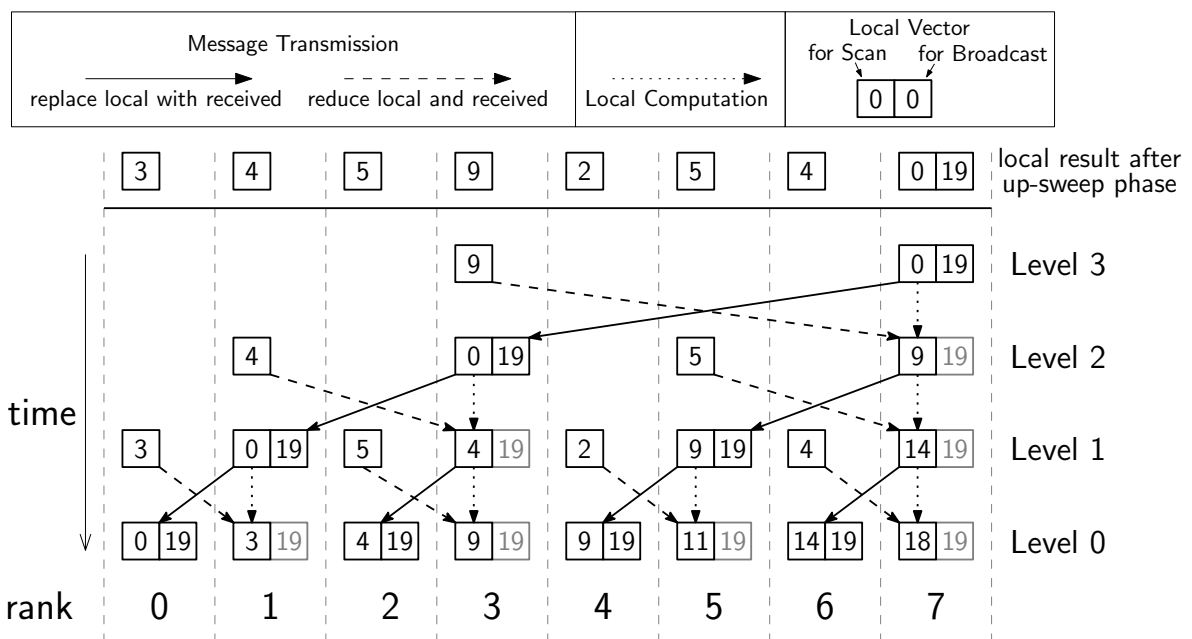 Message Transmission
replace local with received
reduce local and received
Local Computation
Local Vector
for Scan
for Broadcast
0 0
3 4 5 9 2 5 4 0 19
local result after
up-sweep phase
9 0 19 Level 3
4 0 19 5 9 19 Level 2
time
3 0 19 5 4 19 2 9 19 4 14 19 Level 1
0 19 3 19 4 19 9 19 9 19 11 19 14 19 18 19 Level 0
rank 0 1 2 3 4 5 6 7